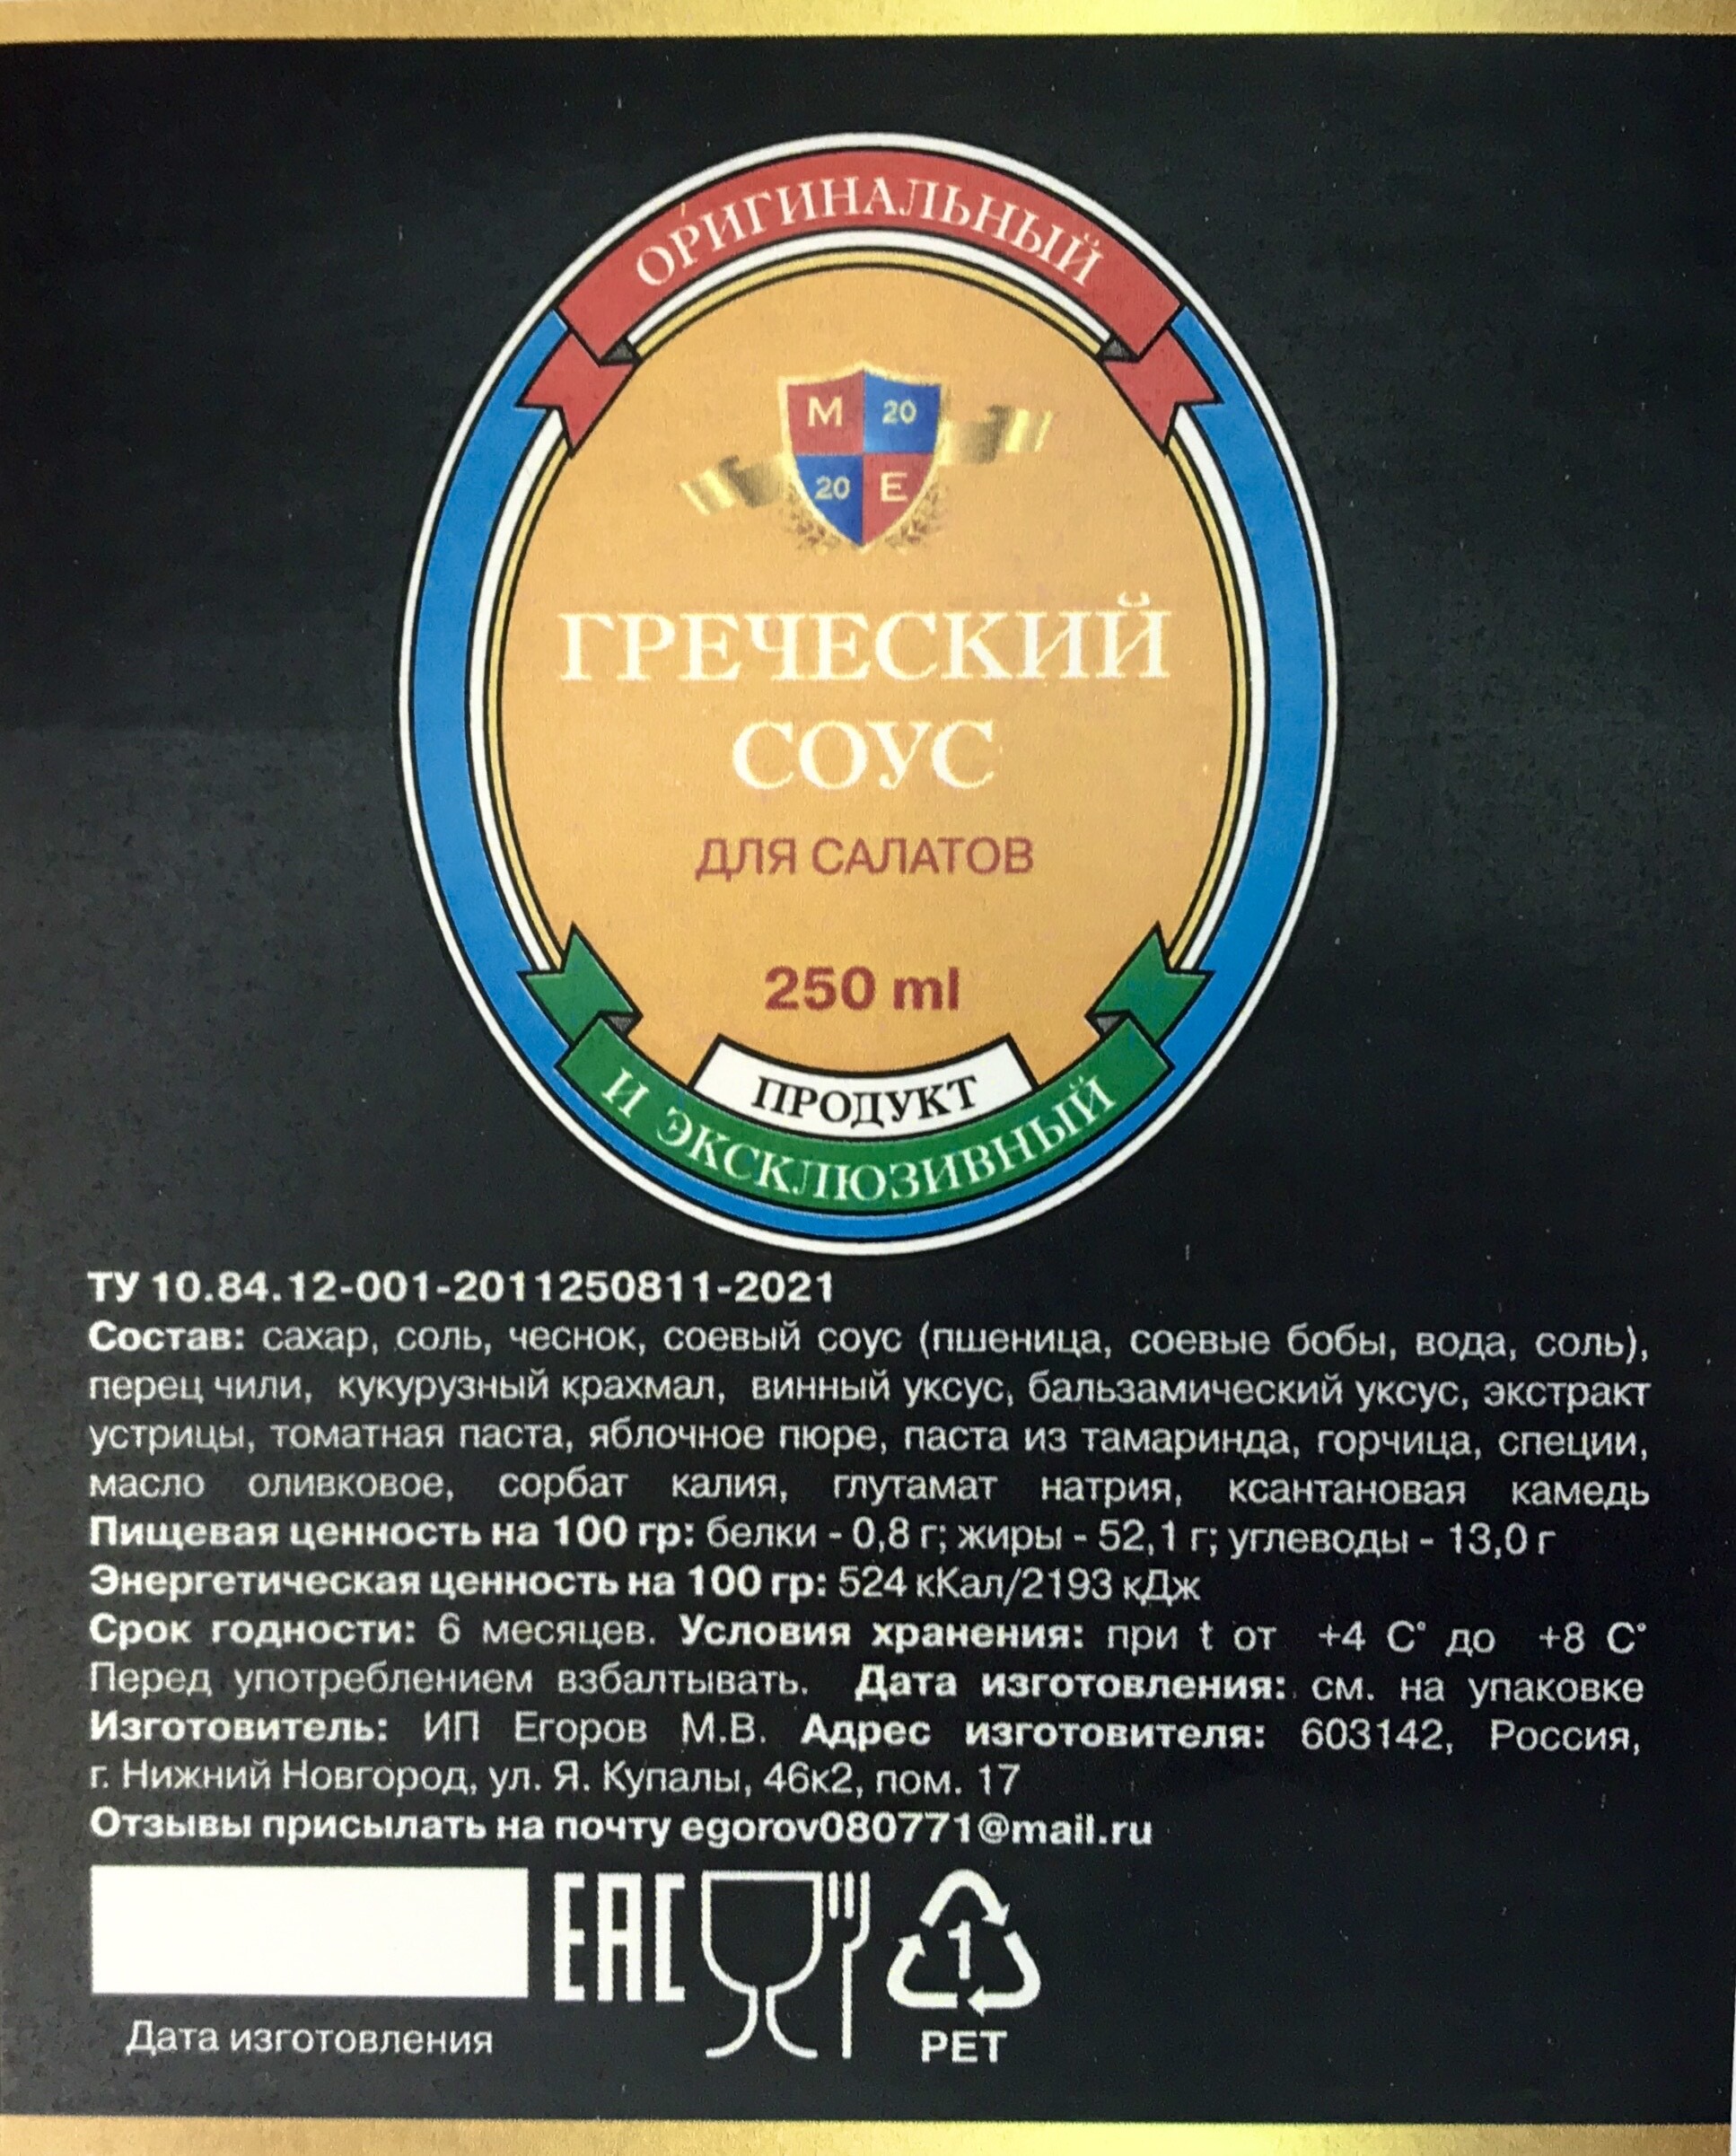 ОРИГИНАЛЬНЫЙ
М 20
20 Е
ГРЕЧЕСКИЙ
СОУС
ДЛЯ САЛАТОВ
250 ml
ПРОДУКТ
И ЭКСКЛЮЗИВНЫЙ
ТУ 10.84.12-001-2011250811-2021
Состав: сахар, соль, чеснок, соевый соус (пшеница, соевые бобы, вода, соль),
перец чили, кукурузный крахмал, винный уксус, бальзамический уксус, экстракт
устрицы, томатная паста, яблочное пюре, паста из тамаринда, горчица, специи,
масло оливковое, сорбат калия, глутамат натрия, ксантановая камедь
Пищевая ценность на 100 гр: белки - 0,8 г; жиры - 52,1 г; углеводы - 13,0 г
Энергетическая ценность на 100 гр: 524 кКал/2193 кДж
Срок годности: 6 месяцев. Условия хранения: при t от +4 С° до +8 С°
Перед употреблением взбалтывать. Дата изготовления: см. на упаковке
Изготовитель: ИП Егоров М.В. Адрес изготовителя: 603142, Россия,
г. Нижний Новгород, ул. Я. Купалы, 46к2, пом. 17
Отзывы присылать на почту egorov080771@mail.ru
ЕАС 1
Дата изготовления PET